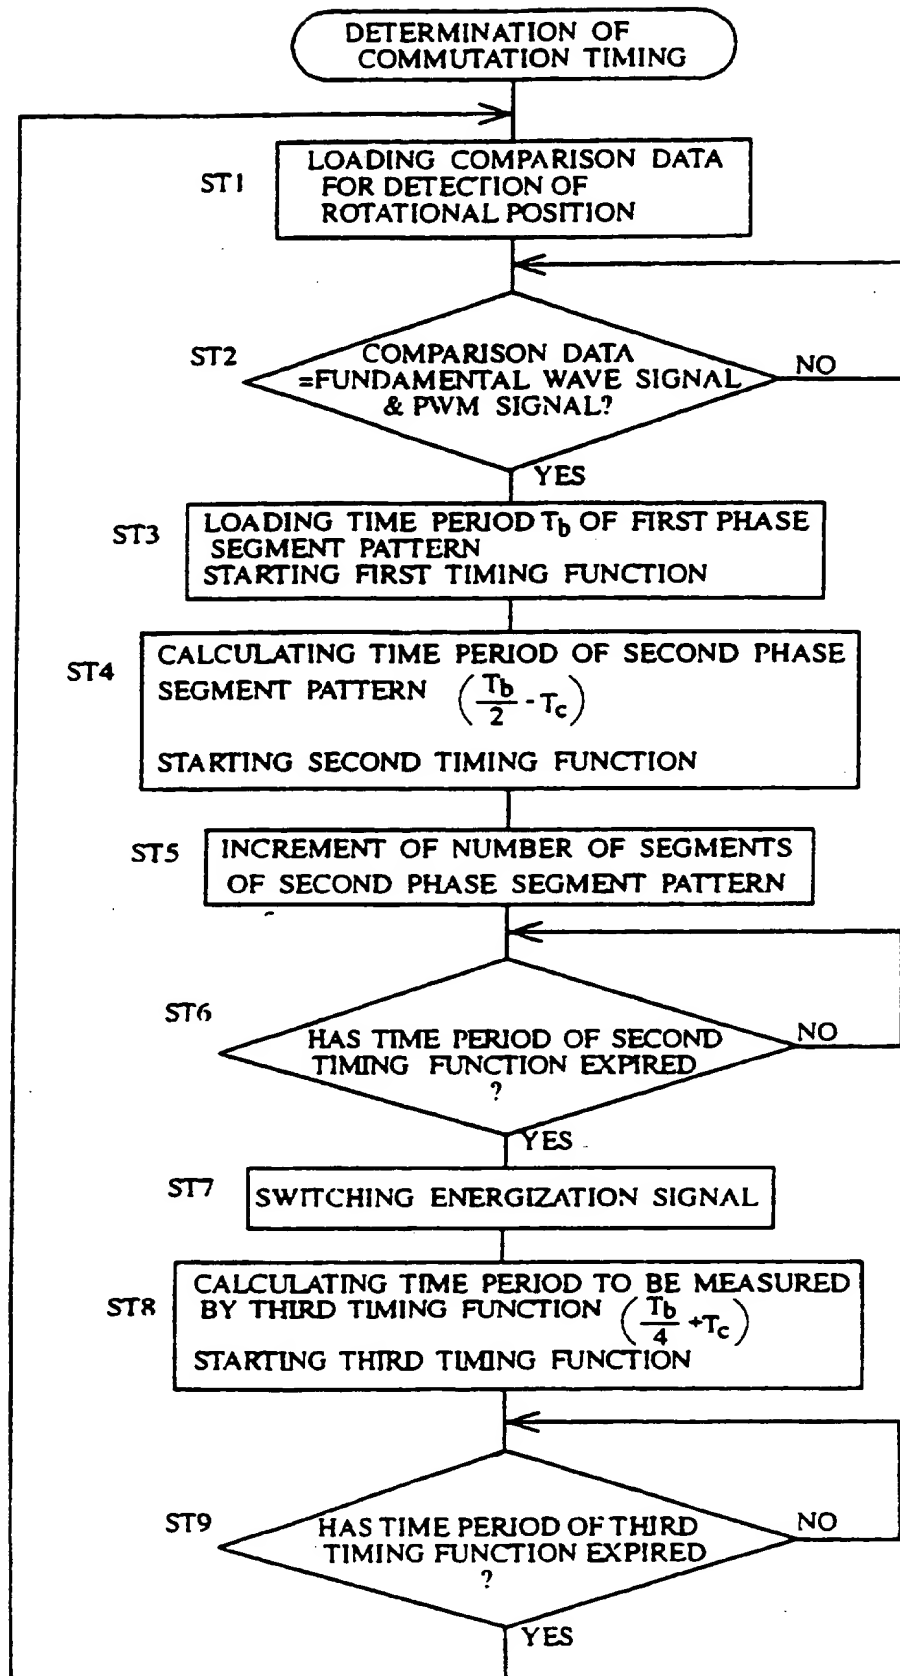 DETERMINATION OF
COMMUTATION TIMING
ST1
LOADING COMPARISON DATA
FOR DETECTION OF
ROTATIONAL POSITION
ST2
COMPARISON DATA
=FUNDAMENTAL WAVE SIGNAL
& PWM SIGNAL?
NO
YES
ST3
LOADING TIME PERIOD Tb OF FIRST PHASE
SEGMENT PATTERN
STARTING FIRST TIMING FUNCTION
ST4
CALCULATING TIME PERIOD OF SECOND PHASE
SEGMENT PATTERN (Tb/2 - Tc)
STARTING SECOND TIMING FUNCTION
ST5
INCREMENT OF NUMBER OF SEGMENTS
OF SECOND PHASE SEGMENT PATTERN
ST6
HAS TIME PERIOD OF SECOND
TIMING FUNCTION EXPIRED
?
NO
YES
ST7
SWITCHING ENERGIZATION SIGNAL
ST8
CALCULATING TIME PERIOD TO BE MEASURED
BY THIRD TIMING FUNCTION (Tb/4 +Tc)
STARTING THIRD TIMING FUNCTION
ST9
HAS TIME PERIOD OF THIRD
TIMING FUNCTION EXPIRED
?
NO
YES